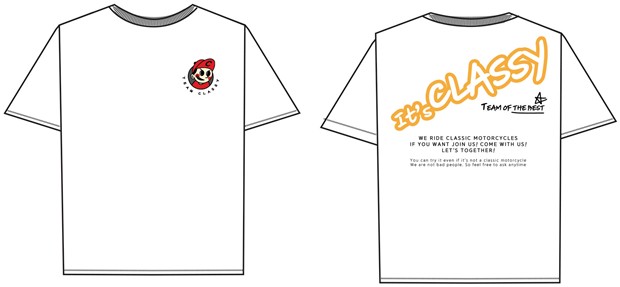 TEAM CLASSY
It's CLASSY
TEAM OF THE BEST
WE RIDE CLASSIC MOTORCYCLES
IF YOU WANT JOIN US? COME WITH US?
LET'S TOGETHER!
You can try it even if it's not a classic motorcycle
We are not bad people. So feel free to ask anytime